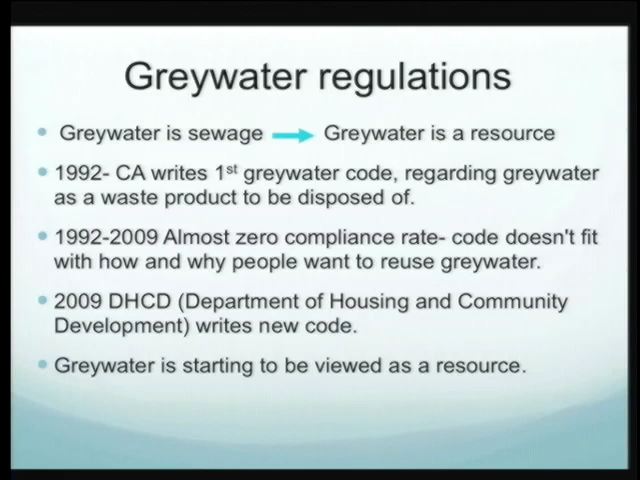 Greywater regulations
Greywater is sewage → Greywater is a resource
1992- CA writes 1st greywater code, regarding greywater
as a waste product to be disposed of.
1992-2009 Almost zero compliance rate- code doesn't fit
with how and why people want to reuse greywater.
2009 DHCD (Department of Housing and Community
Development) writes new code.
Greywater is starting to be viewed as a resource.